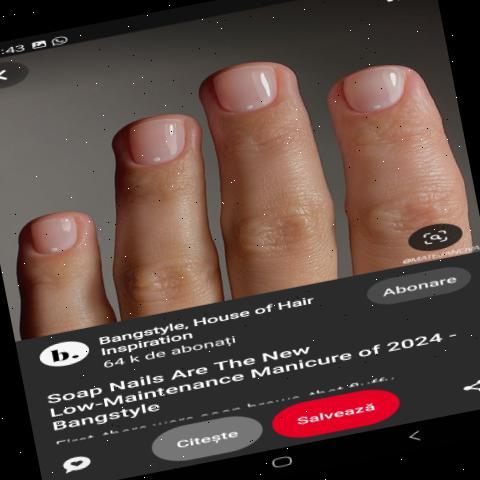 :43
@MATEJANOVA
Abonare
b.
Bangstyle, House of Hair
Inspiration
64 k de abonați
Soap Nails Are The New
Low-Maintenance Manicure of 2024 -
Bangstyle
Citește
Salvează